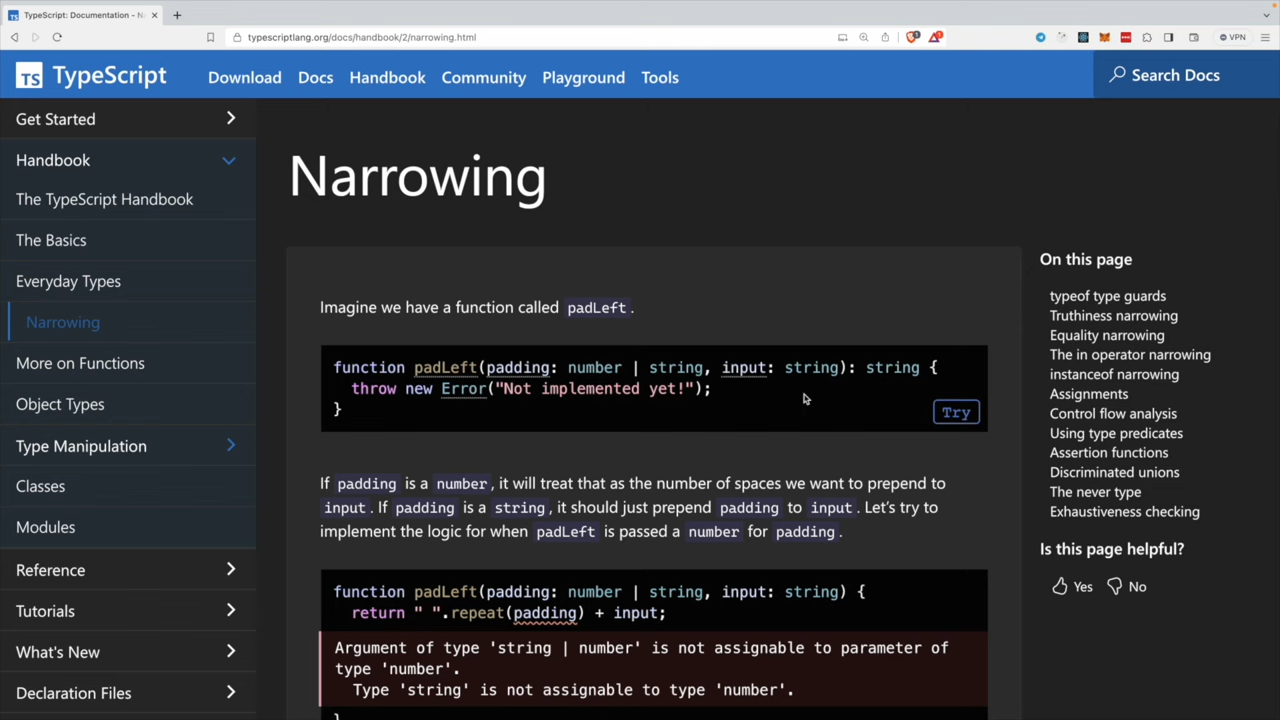 TypeScript: Documentation - Na
typescriptlang.org/docs/handbook/2/narrowing.html
VPN
TS TypeScript
Download Docs Handbook Community Playground Tools
Search Docs
Get Started
Handbook
The TypeScript Handbook
The Basics
Everyday Types
Narrowing
More on Functions
Object Types
Type Manipulation
Classes
Modules
Reference
Tutorials
What's New
Declaration Files
Narrowing
Imagine we have a function called padLeft.
function padLeft(padding: number | string, input: string): string {
throw new Error("Not implemented yet!");
}
Try
If padding is a number, it will treat that as the number of spaces we want to prepend to
input. If padding is a string, it should just prepend padding to input. Let’s try to
implement the logic for when padLeft is passed a number for padding.
function padLeft(padding: number | string, input: string) {
return " ".repeat(padding) + input;
Argument of type 'string | number' is not assignable to parameter of
type 'number'.
Type 'string' is not assignable to type 'number'.
}
On this page
typeof type guards
Truthiness narrowing
Equality narrowing
The in operator narrowing
instanceof narrowing
Assignments
Control flow analysis
Using type predicates
Assertion functions
Discriminated unions
The never type
Exhaustiveness checking
Is this page helpful?
Yes No